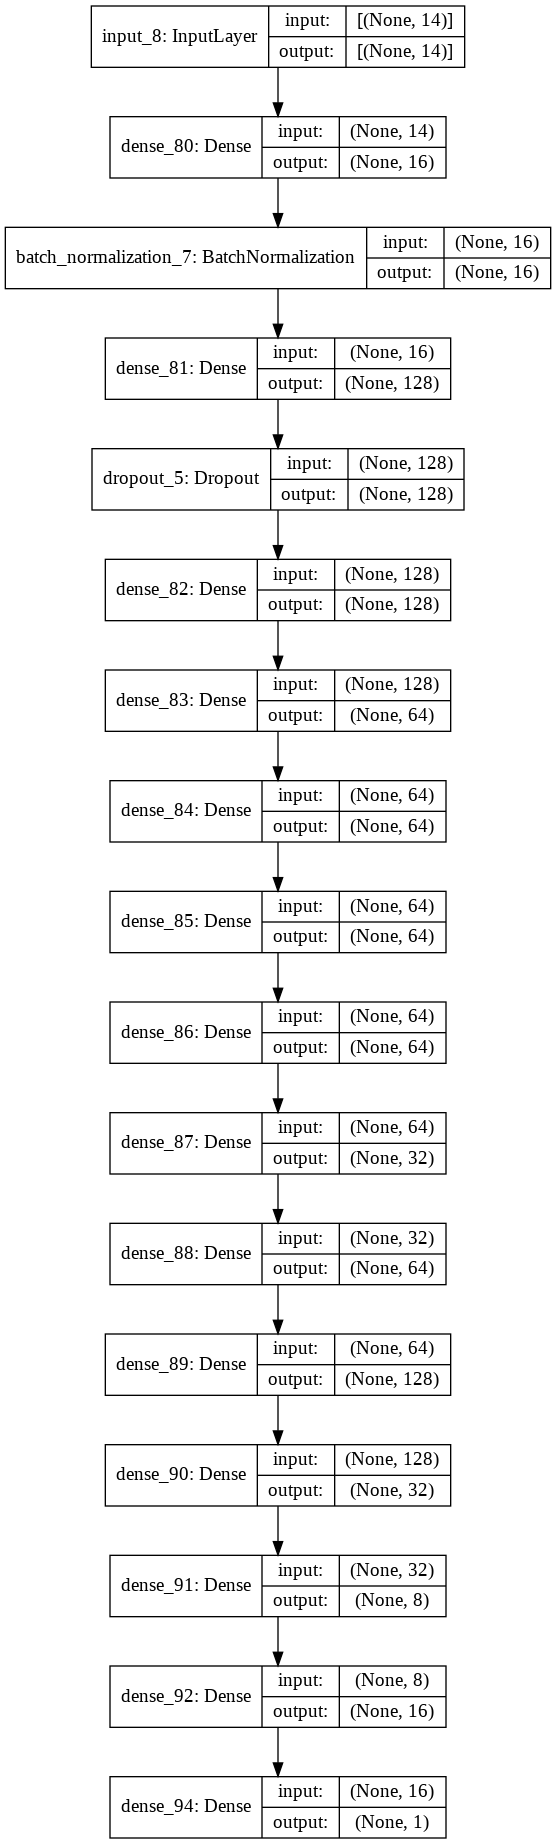 input_8: InputLayer
input: [(None, 14)]
output: [(None, 14)]
dense_80: Dense
input: (None, 14)
output: (None, 16)
batch_normalization_7: BatchNormalization
input: (None, 16)
output: (None, 16)
dense_81: Dense
input: (None, 16)
output: (None, 128)
dropout_5: Dropout
input: (None, 128)
output: (None, 128)
dense_82: Dense
input: (None, 128)
output: (None, 128)
dense_83: Dense
input: (None, 128)
output: (None, 64)
dense_84: Dense
input: (None, 64)
output: (None, 64)
dense_85: Dense
input: (None, 64)
output: (None, 64)
dense_86: Dense
input: (None, 64)
output: (None, 64)
dense_87: Dense
input: (None, 64)
output: (None, 32)
dense_88: Dense
input: (None, 32)
output: (None, 64)
dense_89: Dense
input: (None, 64)
output: (None, 128)
dense_90: Dense
input: (None, 128)
output: (None, 32)
dense_91: Dense
input: (None, 32)
output: (None, 8)
dense_92: Dense
input: (None, 8)
output: (None, 16)
dense_94: Dense
input: (None, 16)
output: (None, 1)